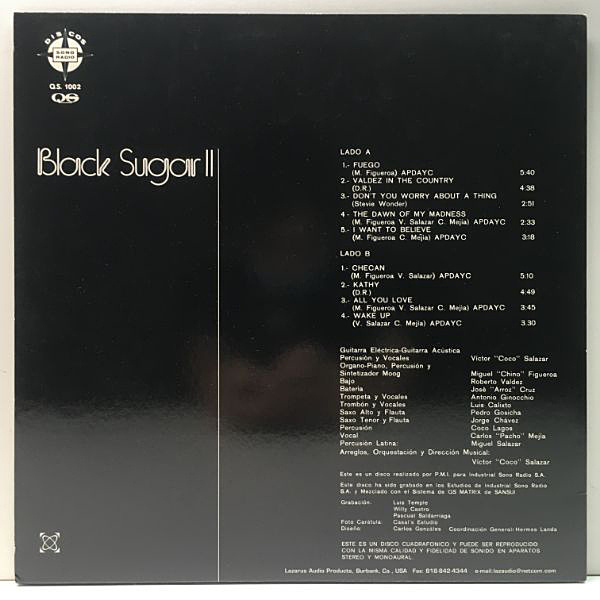 DISCOS
SONO
RADIO
Q.S. 1002
QS
Black Sugar II
LADO A
1.- FUEGO
(M. Figueroa) APDAYC 5:40
2.- VALDEZ IN THE COUNTRY
(D.R.) 4:38
3.- DON'T YOU WORRY ABOUT A THING
(Stevie Wonder) 2:51
4.- THE DAWN OF MY MADNESS
(M. Figueroa V. Salazar C. Mejía) APDAYC 2:33
5.- I WANT TO BELIEVE
(M. Figueroa C. Mejía) APDAYC 3:18
LADO B
1.- CHECAN
(M. Figueroa V. Salazar) APDAYC 5:10
2.- KATHY
(D.R.) 4:49
3.- ALL YOU LOVE
(M. Figueroa V. Salazar C. Mejía) APDAYC 3:45
4.- WAKE UP
(V. Salazar C. Mejía) APDAYC 3.30
Guitarra Eléctrica-Guitarra Acústica
Percusión y Vocales Víctor "Coco" Salazar
Organo-Piano, Percusión y
Sintetizador Moog Miguel "Chino" Figueroa
Bajo Roberto Valdez
Batería José "Arroz" Cruz
Trompeta y Vocales Antonio Ginocchio
Trombón y Vocales Luis Calixto
Saxo Alto y Flauta Pedro Gosicha
Saxo Tenor y Flauta Jorge Chávez
Percusión Coco Lagos
Vocal Carlos "Pacho" Mejía
Percusión Latina: Miguel Salazar
Arreglos, Orquestación y Dirección Musical:
Víctor "Coco" Salazar
Este es un disco realizado por P.M.I. para Industrial Sono Radio S.A.
Este disco ha sido grabado en los Estudios de Industrial Sono Radio
S.A. y Mezclado con el Sistema de QS MATRIX de SANSUI
Grabación: Luis Temple
Willy Castro
Pascual Saldarriaga
Foto Carátula: Casal's Estudio
Diseño: Carlos Gonzáles Coordinación General: Hermes Landa
ESTE ES UN DISCO CUADRAFONICO Y PUEDE SER REPRODUCIDO
CON LA MISMA CALIDAD Y FIDELIDAD DE SONIDO EN APARATOS
STEREO Y MONOAURAL.
Lazarus Audio Products, Burbank, Ca., USA Fax: 818-842-4344 e-mail: lazaudio@netcom.com